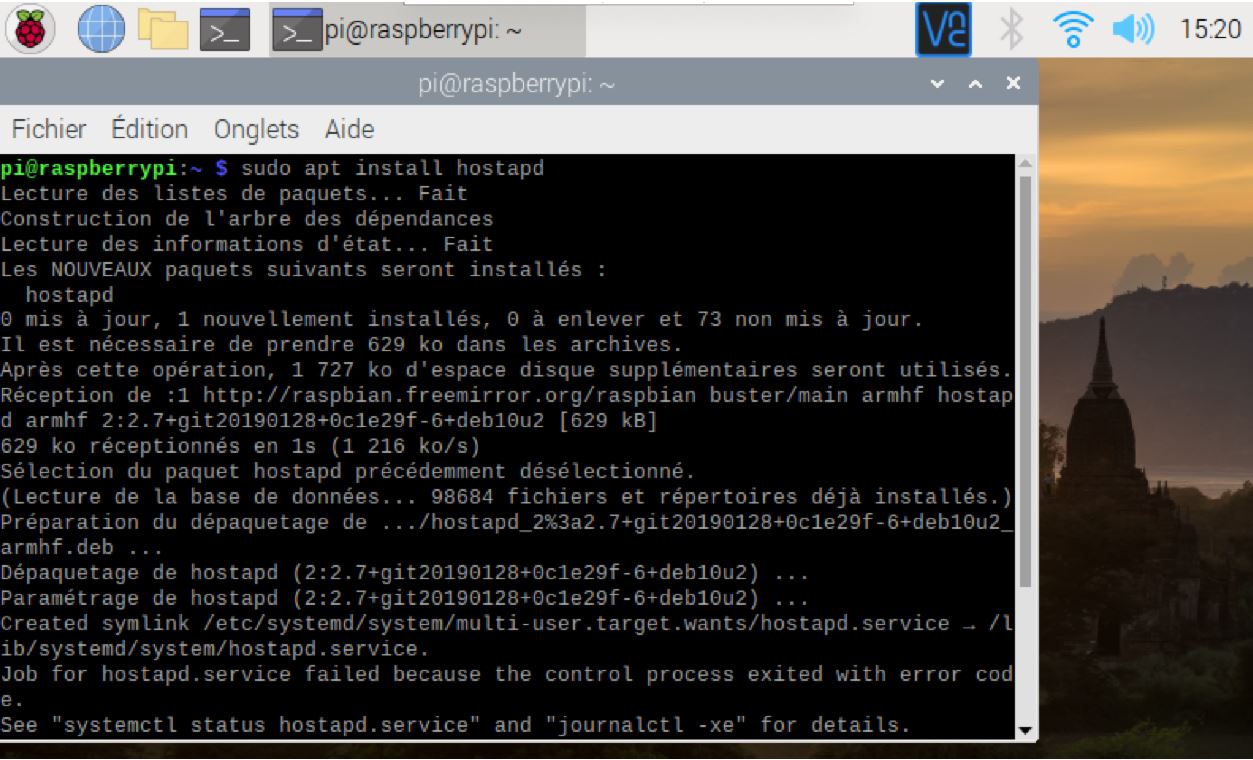 >_
>_ pi@raspberrypi: ~
VNC
15:20
pi@raspberrypi: ~
Fichier Édition Onglets Aide
pi@raspberrypi:~ $ sudo apt install hostapd
Lecture des listes de paquets... Fait
Construction de l'arbre des dépendances
Lecture des informations d'état... Fait
Les NOUVEAUX paquets suivants seront installés :
  hostapd
0 mis à jour, 1 nouvellement installés, 0 à enlever et 73 non mis à jour.
Il est nécessaire de prendre 629 ko dans les archives.
Après cette opération, 1 727 ko d'espace disque supplémentaires seront utilisés.
Réception de :1 http://raspbian.freemirror.org/raspbian buster/main armhf hostap
d armhf 2:2.7+git20190128+0c1e29f-6+deb10u2 [629 kB]
629 ko réceptionnés en 1s (1 216 ko/s)
Sélection du paquet hostapd précédemment désélectionné.
(Lecture de la base de données... 98684 fichiers et répertoires déjà installés.)
Préparation du dépaquetage de .../hostapd_2%3a2.7+git20190128+0c1e29f-6+deb10u2_
armhf.deb ...
Dépaquetage de hostapd (2:2.7+git20190128+0c1e29f-6+deb10u2) ...
Paramétrage de hostapd (2:2.7+git20190128+0c1e29f-6+deb10u2) ...
Created symlink /etc/systemd/system/multi-user.target.wants/hostapd.service → /l
ib/systemd/system/hostapd.service.
Job for hostapd.service failed because the control process exited with error cod
e.
See "systemctl status hostapd.service" and "journalctl -xe" for details.